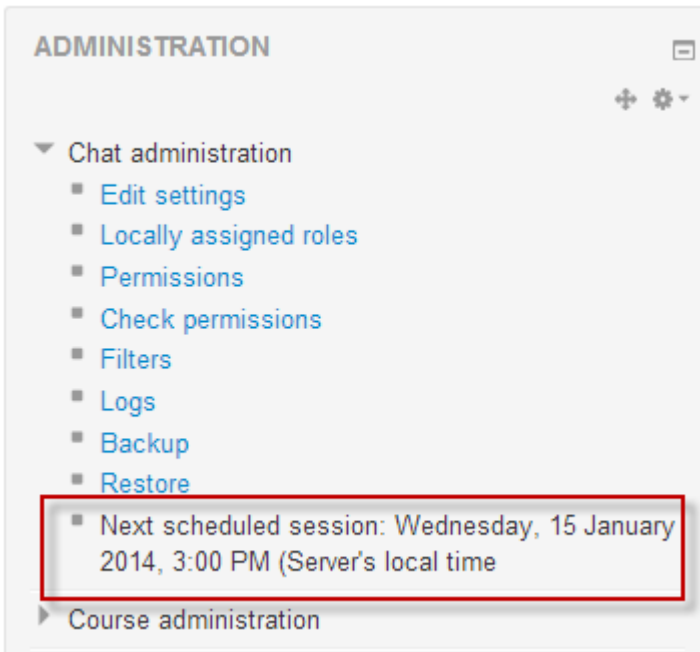 ADMINISTRATION
Chat administration
Edit settings
Locally assigned roles
Permissions
Check permissions
Filters
Logs
Backup
Restore
Next scheduled session: Wednesday, 15 January
2014, 3:00 PM (Server's local time
Course administration